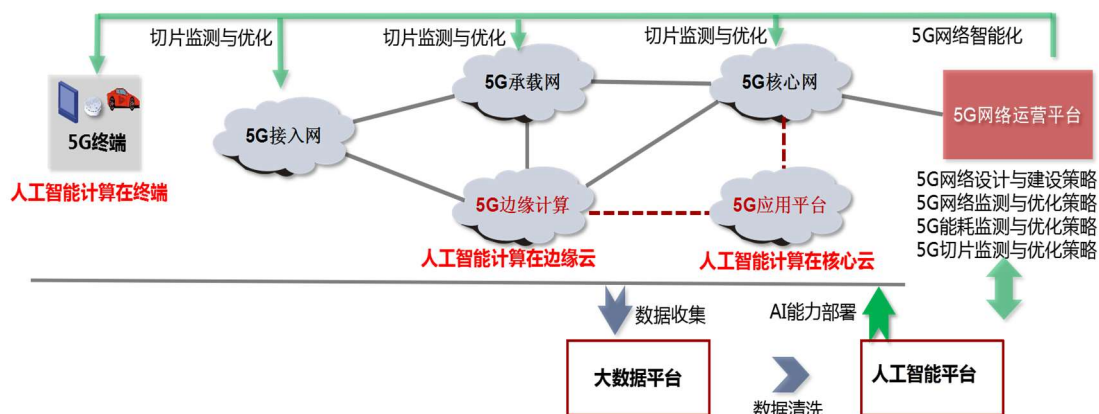 切片监测与优化
切片监测与优化
切片监测与优化
5G网络智能化
5G终端
人工智能计算在终端
5G接入网
5G承载网
5G核心网
5G网络运营平台
5G边缘计算
人工智能计算在边缘云
5G应用平台
人工智能计算在核心云
5G网络设计与建设策略
5G网络监测与优化策略
5G能耗监测与优化策略
5G切片监测与优化策略
数据收集
AI能力部署
大数据平台
数据清洗
人工智能平台